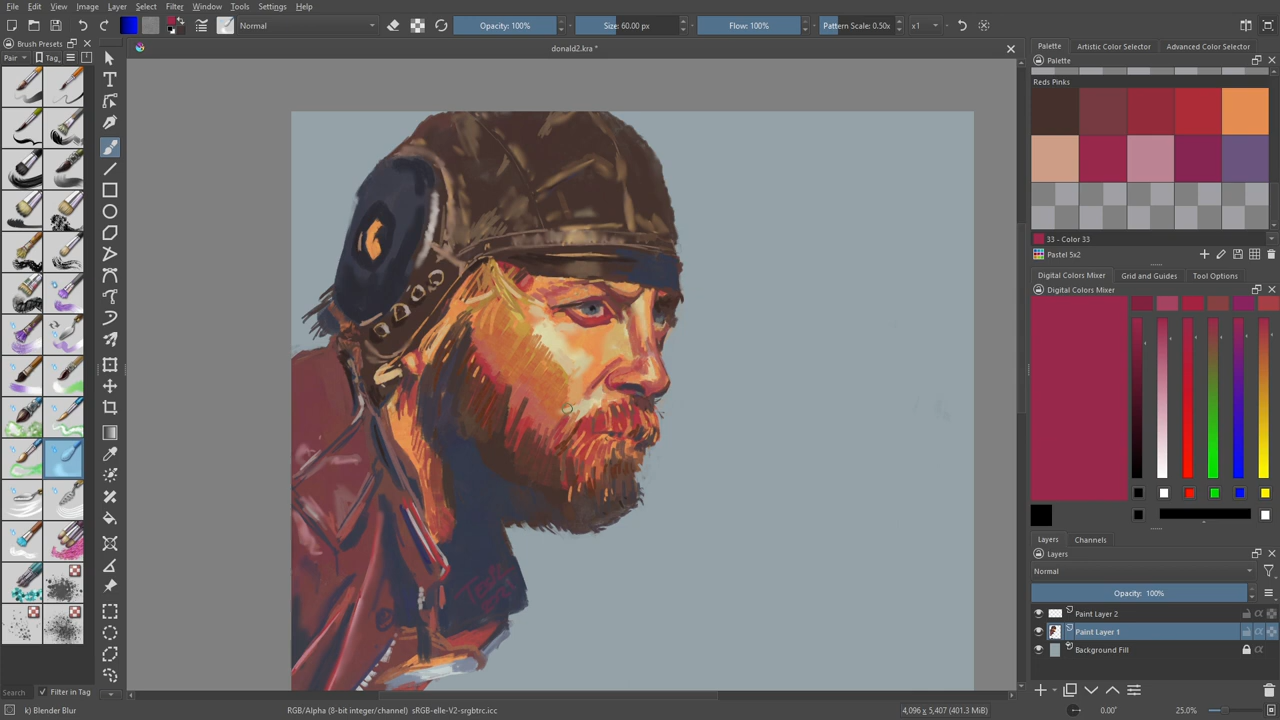 File Edit View Image Layer Select Filter Window Tools Settings Help
Normal
Opacity: 100%
Size: 60.00 px
Flow: 100%
Pattern Scale: 0.50x
x1
Brush Presets
Pair
Tag
donald2.kra *
Palette Artistic Color Selector Advanced Color Selector
Palette
Reds Pinks
33 - Color 33
Pastel 5x2
Digital Colors Mixer Grid and Guides Tool Options
Digital Colors Mixer
Layers Channels
Layers
Normal
Opacity: 100%
Paint Layer 2
Paint Layer 1
Background Fill
Search
Filter in Tag
k) Blender Blur
RGB/Alpha (8-bit integer/channel) sRGB-elle-V2-srgbtrc.icc
4,096 x 5,407 (401.3 MiB)
0.00°
25.0%